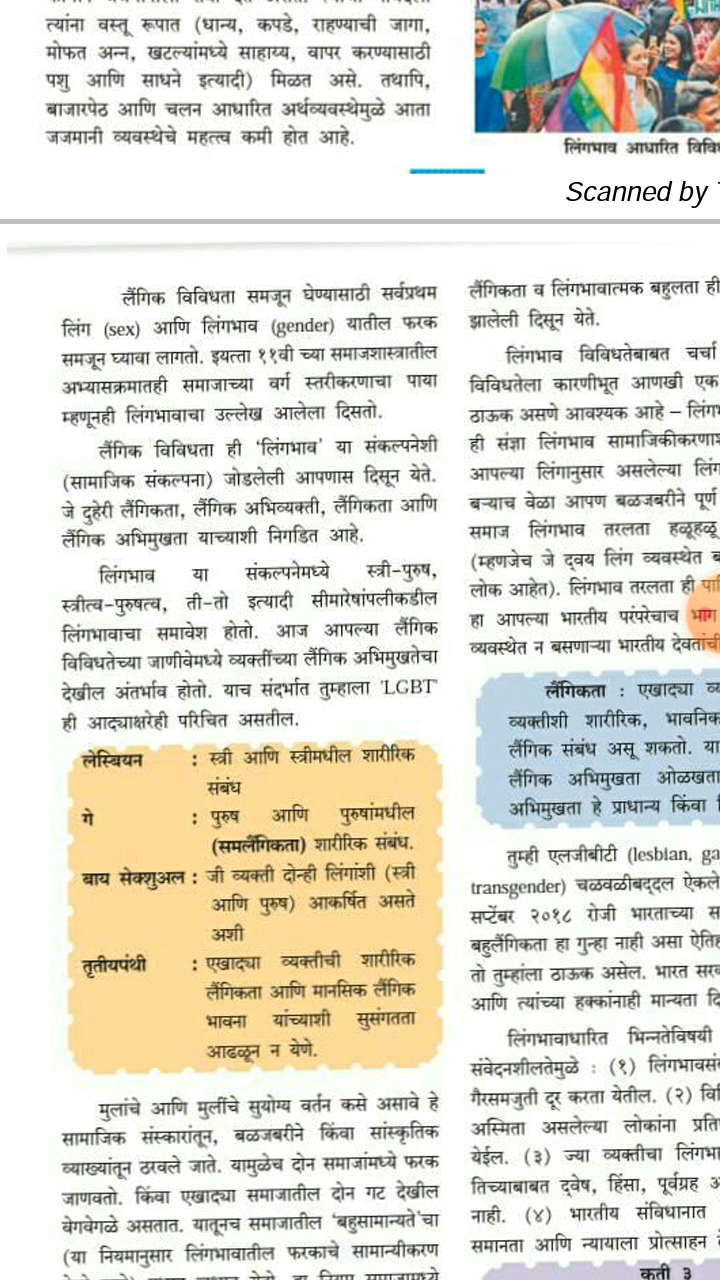 त्यांना वस्तू रूपात (धान्य, कपडे, राहण्याची जागा,
मोफत अन्न, खटल्यांमध्ये साहाय्य, वापर करण्यासाठी
पशु आणि साधने इत्यादी) मिळत असे. तथापि,
बाजारपेठ आणि चलन आधारित अर्थव्यवस्थेमुळे आता
जजमानी व्यवस्थेचे महत्त्व कमी होत आहे.
लिंगभाव आधारित
Scanned by
लैंगिक विविधता समजून घेण्यासाठी सर्वप्रथम
लिंग (sex) आणि लिंगभाव (gender) यातील फरक
समजून घ्यावा लागतो. इयत्ता ११वी च्या समाजशास्त्रातील
अभ्यासक्रमातही समाजाच्या वर्ग स्तरीकरणाचा पाया
म्हणूनही लिंगभावाचा उल्लेख आलेला दिसतो.
लैंगिक विविधता ही 'लिंगभाव' या संकल्पनेशी
(सामाजिक संकल्पना) जोडलेली आपणास दिसून येते.
जे दुहेरी लैंगिकता, लैंगिक अभिव्यक्ती, लैंगिकता आणि
लैंगिक अभिमुखता याच्याशी निगडित आहे.
लिंगभाव या संकल्पनेमध्ये स्त्री-पुरुष,
स्त्रीत्व-पुरुषत्व, ती-तो इत्यादी सीमारेषांपलीकडील
लिंगभावाचा समावेश होतो. आज आपल्या लैंगिक
विविधतेच्या जाणीवेमध्ये व्यक्तींच्या लैंगिक अभिमुखतेचा
देखील अंतर्भाव होतो. याच संदर्भात तुम्हाला 'LGBT'
ही आद्याक्षरेही परिचित असतील.
लेस्बियन : स्त्री आणि स्त्रीमधील शारीरिक
संबंध
गे : पुरुष आणि पुरुषांमधील
(समलैंगिकता) शारीरिक संबंध.
बाय सेक्शुअल : जी व्यक्ती दोन्ही लिंगांशी (स्त्री
आणि पुरुष) आकर्षित असते
अशी
तृतीयपंथी : एखाद्या व्यक्तीची शारीरिक
लैंगिकता आणि मानसिक लैंगिक
भावना यांच्याशी सुसंगतता
आढळून न येणे.
मुलांचे आणि मुलींचे सुयोग्य वर्तन कसे असावे हे
सामाजिक संस्कारांतून, बळजबरीने किंवा सांस्कृतिक
व्याख्यांतून ठरवले जाते. यामुळेच दोन समाजांमध्ये फरक
जाणवतो. किंवा एखाद्या समाजातील दोन गट देखील
वेगवेगळे असतात. यातूनच समाजातील 'बहुसामान्यते'चा
(या नियमानुसार लिंगभावातील फरकाचे सामान्यीकरण
लैंगिकता व लिंगभावात्मक बहुलता ही
झालेली दिसून येते.
लिंगभाव विविधतेबाबत चर्चा
विविधतेला कारणीभूत आणखी एक
ठाऊक असणे आवश्यक आहे –
ही संज्ञा लिंगभाव
आपल्या लिंगानुसार असलेल्या
बऱ्याच वेळा आपण बळजबरीने पूर्ण
समाज लिंगभाव तरलता हळूहळू
(म्हणजेच जे द्वय लिंग व्यवस्थेत
लोक आहेत). लिंगभाव तरलता ही
हा आपल्या भारतीय परंपरेचाच भाग
व्यवस्थेत न बसणाऱ्या भारतीय
लैंगिकता : एखाद्या
व्यक्तीशी शारीरिक,
लैंगिक संबंध असू शकतो.
लैंगिक अभिमुखता
अभिमुखता हे प्राधान्य किंवा
तुम्ही एलजीबीटी (lesbian,
transgender) चळवळीबद्दल
सप्टेंबर २०१८ रोजी भारताच्या
बहुलैंगिकता हा गुन्हा नाही असा
तो तुम्हांला ठाऊक असेल. भारत
आणि त्यांच्या हक्कांनाही मान्यता
लिंगभावाधारित भिन्नतेविषयी
संवेदनशीलतेमुळे : (१)
गैरसमजुती दूर करता येतील. (२)
अस्मिता असलेल्या लोकांना
येईल. (३) ज्या व्यक्तीचा
तिच्याबाबत द्वेष, हिंसा, पूर्वग्रह
नाही. (४) भारतीय संविधानात
समानता आणि न्यायाला प्रोत्साहन
कृती ३